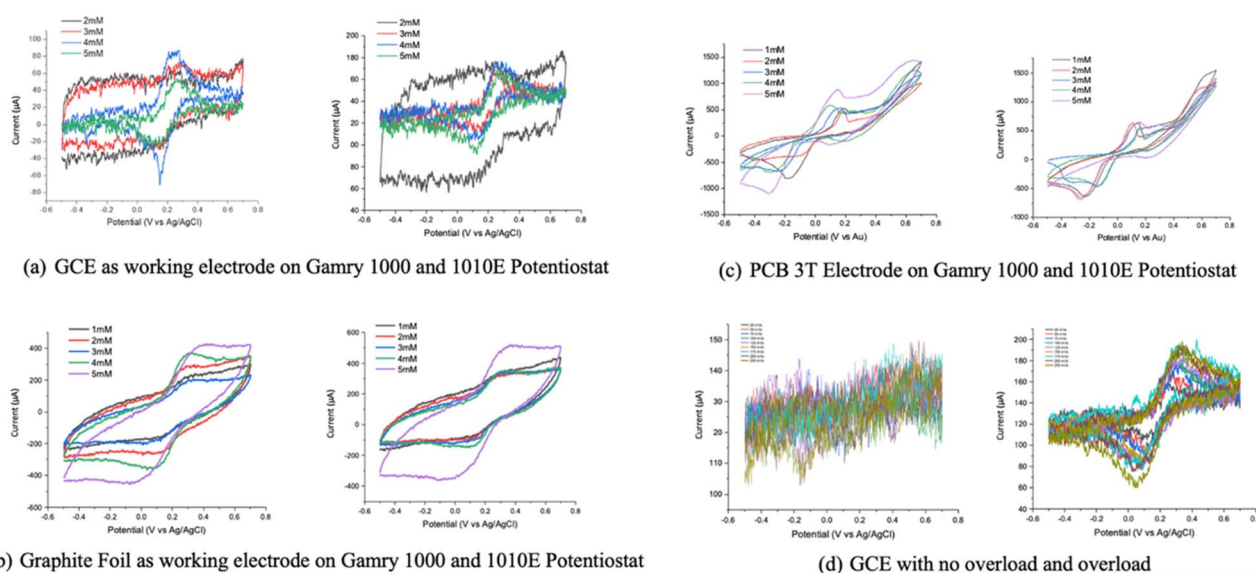 2mM
3mM
4mM
5mM
100
80
60
40
20
0
-20
-40
-60
-80
Current (µA)
-0.6 -0.4 -0.2 0.0 0.2 0.4 0.6 0.8
Potential (V vs Ag/AgCl)
2mM
3mM
4mM
5mM
200
180
160
140
120
100
80
60
40
Current (µA)
-0.6 -0.4 -0.2 0.0 0.2 0.4 0.6 0.8
Potential (V vs Ag/AgCl)
(a) GCE as working electrode on Gamry 1000 and 1010E Potentiostat
1mM
2mM
3mM
4mM
5mM
1500
1000
500
0
-500
-1000
-1500
Current (µA)
-0.6 -0.4 -0.2 0.0 0.2 0.4 0.6 0.8
Potential (V vs Au)
1mM
2mM
3mM
4mM
5mM
1500
1000
500
0
-500
-1000
Current (µA)
-0.6 -0.4 -0.2 0.0 0.2 0.4 0.6 0.8
Potential (V vs Au)
(c) PCB 3T Electrode on Gamry 1000 and 1010E Potentiostat
1mM
2mM
3mM
4mM
5mM
400
200
0
-200
-400
-600
Current (µA)
-0.6 -0.4 -0.2 0.0 0.2 0.4 0.6 0.8
Potential (V vs Ag/AgCl)
1mM
2mM
3mM
4mM
5mM
600
400
200
0
-200
-400
Current (µA)
-0.6 -0.4 -0.2 0.0 0.2 0.4 0.6 0.8
Potential (V vs Ag/AgCl)
) Graphite Foil as working electrode on Gamry 1000 and 1010E Potentiostat
150
140
130
120
110
100
Current (µA)
-0.6 -0.4 -0.2 0.0 0.2 0.4 0.6 0.8
Potential (V vs Ag/AgCl)
200
180
160
140
120
100
80
60
40
Current (µA)
-0.6 -0.4 -0.2 0.0 0.2 0.4 0.6
Potential (V vs Ag/AgCl)
(d) GCE with no overload and overload